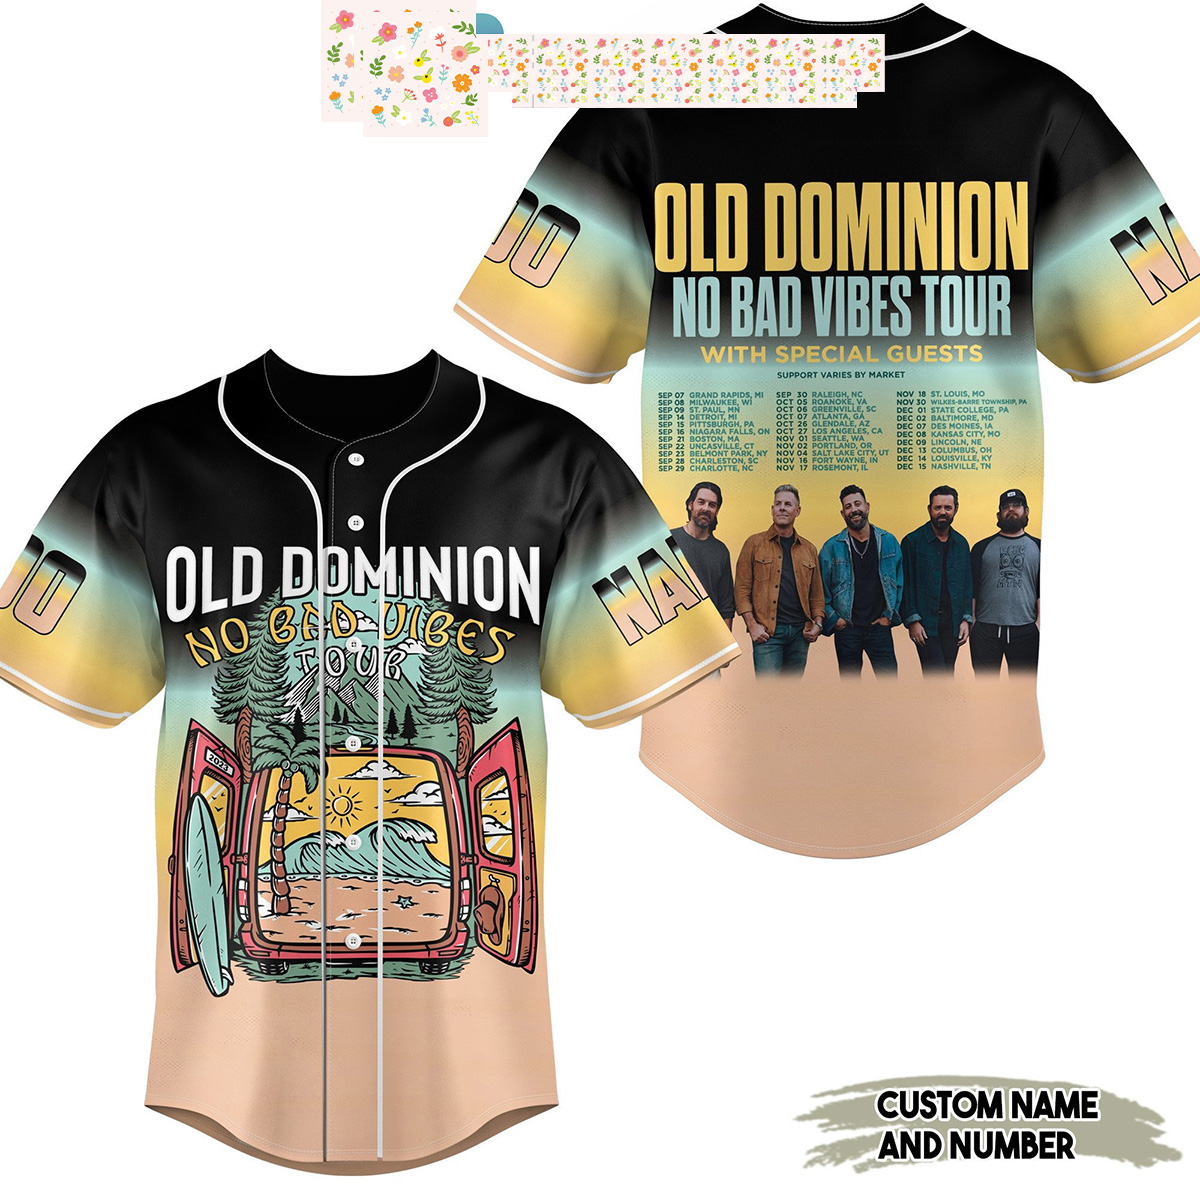 OLD DOMINION
NO BAD VIBES TOUR
WITH SPECIAL GUESTS
SUPPORT VARIES BY MARKET
SEP 07 GRAND RAPIDS, MI
SEP 08 MILWAUKEE, WI
SEP 09 ST. PAUL, MN
SEP 14 DETROIT, MI
SEP 15 PITTSBURGH, PA
SEP 16 NIAGARA FALLS, ON
SEP 21 BOSTON, MA
SEP 22 UNCASVILLE, CT
SEP 23 BELMONT PARK, NY
SEP 28 CHARLESTON, SC
SEP 29 CHARLOTTE, NC
SEP 30 RALEIGH, NC
OCT 05 ROANOKE, VA
OCT 06 GREENVILLE, SC
OCT 07 ATLANTA, GA
OCT 26 GLENDALE, AZ
OCT 27 LOS ANGELES, CA
NOV 01 SEATTLE, WA
NOV 02 PORTLAND, OR
NOV 04 SALT LAKE CITY, UT
NOV 16 FORT WAYNE, IN
NOV 17 ROSEMONT, IL
NOV 18 ST. LOUIS, MO
NOV 30 WILKES-BARRE TOWNSHIP, PA
DEC 01 STATE COLLEGE, PA
DEC 02 BALTIMORE, MD
DEC 07 DES MOINES, IA
DEC 08 KANSAS CITY, MO
DEC 09 LINCOLN, NE
DEC 13 COLUMBUS, OH
DEC 14 LOUISVILLE, KY
DEC 15 NASHVILLE, TN
OLD DOMINION
NO BAD VIBES
TOUR
2023
CUSTOM NAME
AND NUMBER